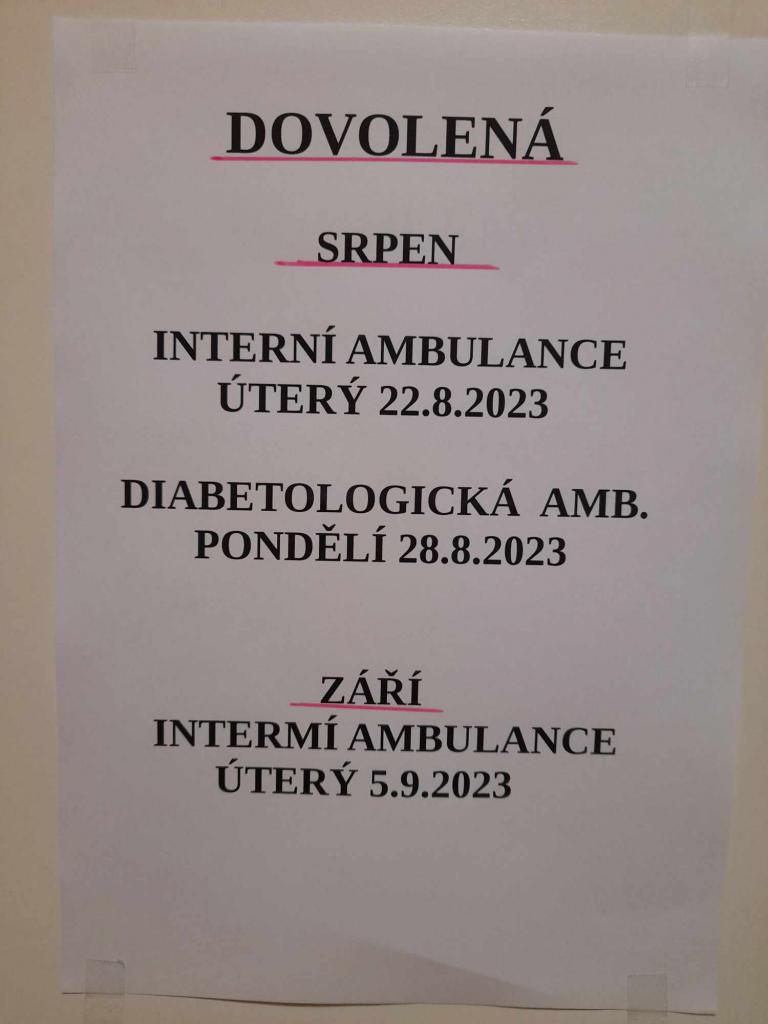 DOVOLENÁ
SRPEN
INTERNÍ AMBULANCE
ÚTERÝ 22.8.2023
DIABETOLOGICKÁ AMB.
PONDĚLÍ 28.8.2023
ZÁŘÍ
INTERMÍ AMBULANCE
ÚTERÝ 5.9.2023